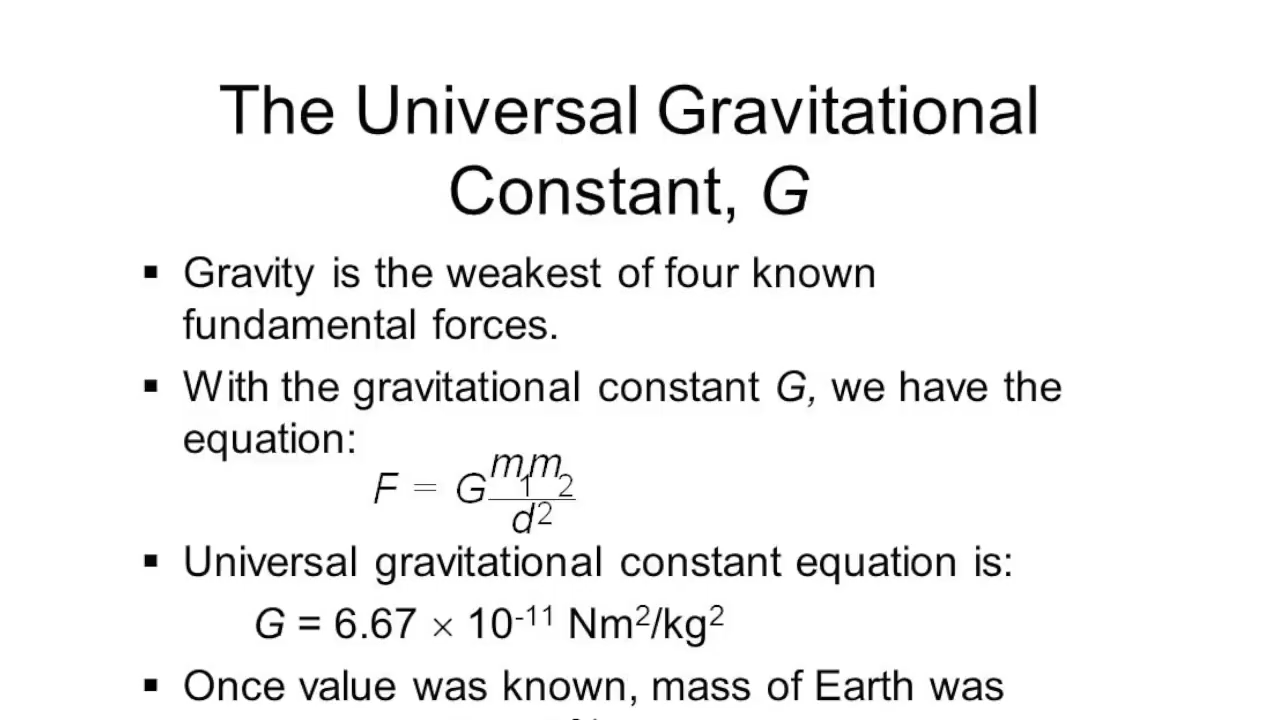 The Universal Gravitational
Constant, G
▪ Gravity is the weakest of four known
fundamental forces.
▪ With the gravitational constant G, we have the
equation:
F = G m₁m₂ / d²
▪ Universal gravitational constant equation is:
G = 6.67 × 10⁻¹¹ Nm²/kg²
▪ Once value was known, mass of Earth was